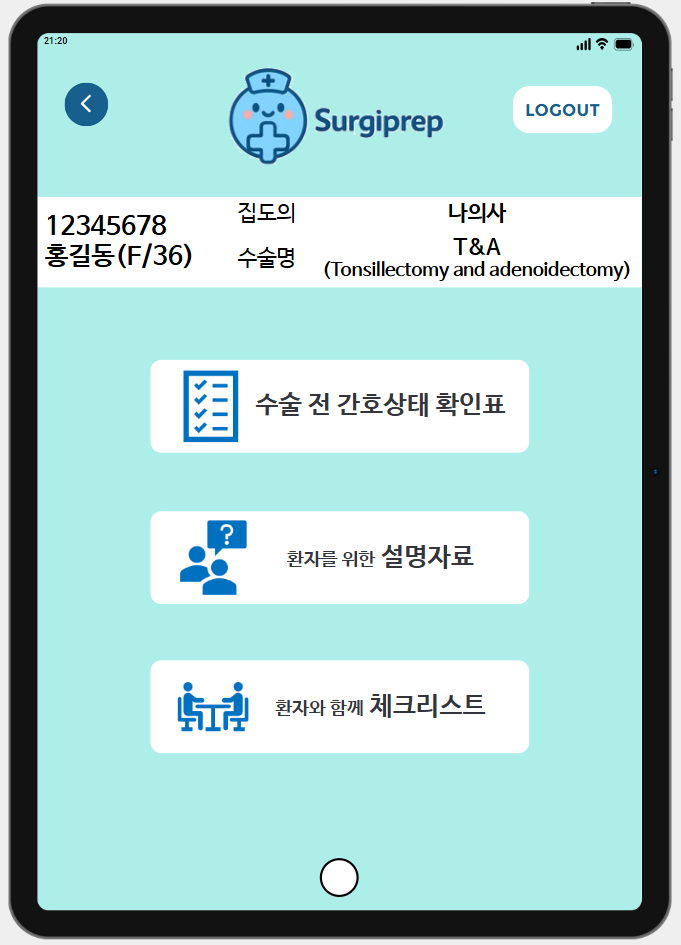 21:20
Surgiprep
LOGOUT
12345678
홍길동(F/36)
집도의
나의사
수술명
T&A
(Tonsillectomy and adenoidectomy)
수술 전 간호상태 확인표
?
환자를 위한 설명자료
환자와 함께 체크리스트